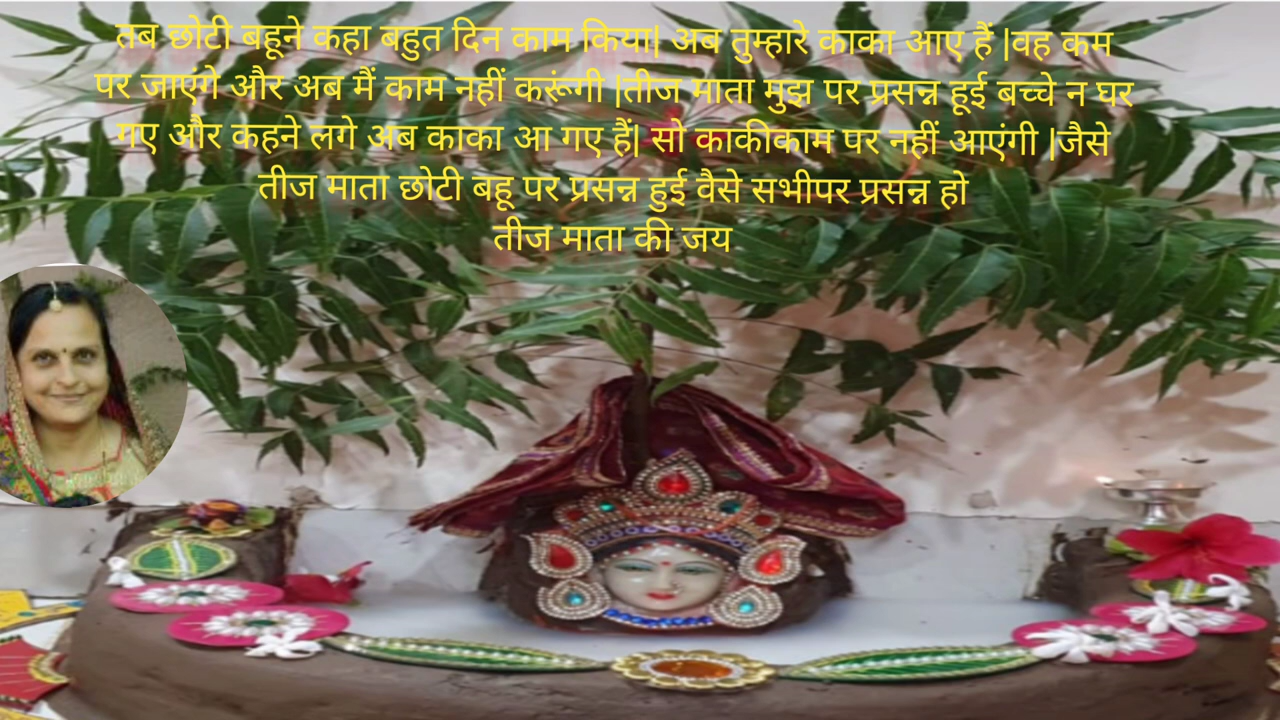 तब छोटी बहूने कहा बहुत दिन काम किया| अब तुम्हारे काका आए हैं |वह कम
पर जाएंगे और अब मैं काम नहीं करूंगी |तीज माता मुझ पर प्रसन्न हूई बच्चे न घर
गए और कहने लगे अब काका आ गए हैं| सो काकीकाम पर नहीं आएंगी |जैसे
तीज माता छोटी बहू पर प्रसन्न हुई वैसे सभीपर प्रसन्न हो
तीज माता की जय